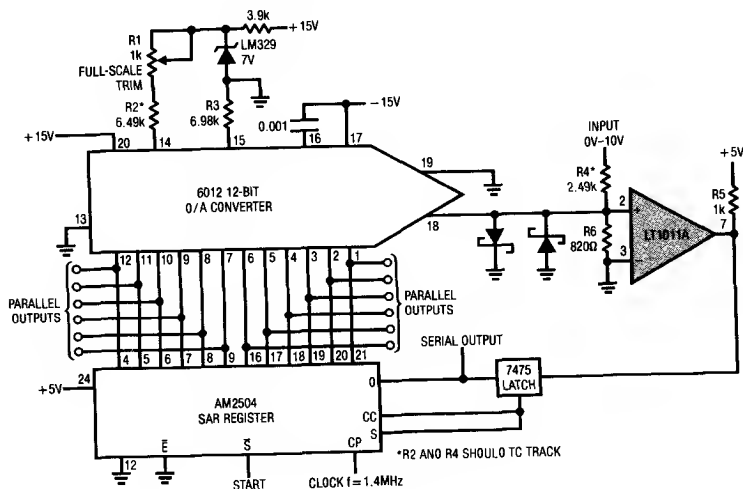 3.9k
+15V
R1
1k
FULL-SCALE
TRIM
LM329
7V
R2*
6.49k
R3
6.98k
0.001
−15V
+15V
20
14
15
16
17
6012 12-BIT
0/A CONVERTER
13
19
18
INPUT
0V–10V
R4*
2.49k
R6
820Ω
2
+
3
−
LT1011A
7
+5V
R5
1k
12
11
10
9
8
7
6
5
4
3
2
1
PARALLEL
OUTPUTS
PARALLEL
OUTPUTS
4
5
6
7
8
9
16
17
18
19
20
21
+5V
24
AM2504
SAR REGISTER
0
CC
S
12
E̅
S̅
CP
START
CLOCK f = 1.4MHz
SERIAL OUTPUT
7475
LATCH
*R2 ANO R4 SHOULO TC TRACK